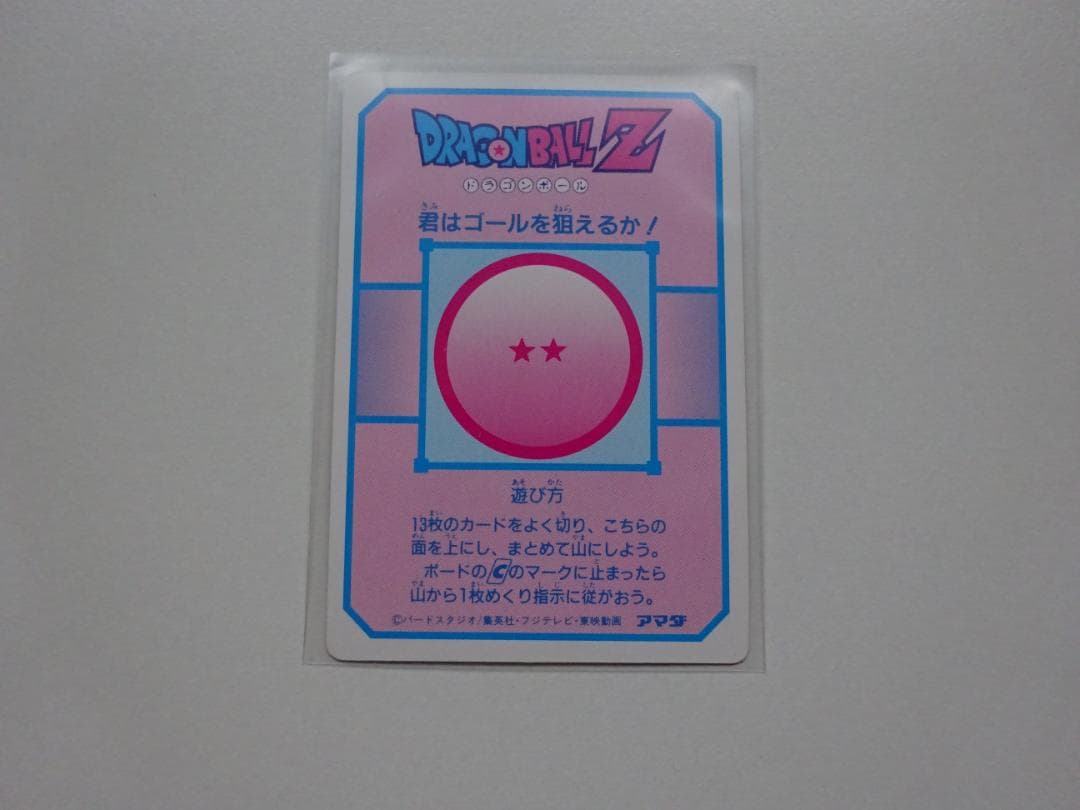 DRAGONBALL Z
ドラゴンボール
君はゴールを狙えるか!
遊び方
13枚のカードをよく切り、こちらの
面を上にし、まとめて山にしよう。
ボードのCのマークに止まったら
山から1枚めくり指示に従がおう。
©バードスタジオ/集英社・フジテレビ・東映動画 アマダ